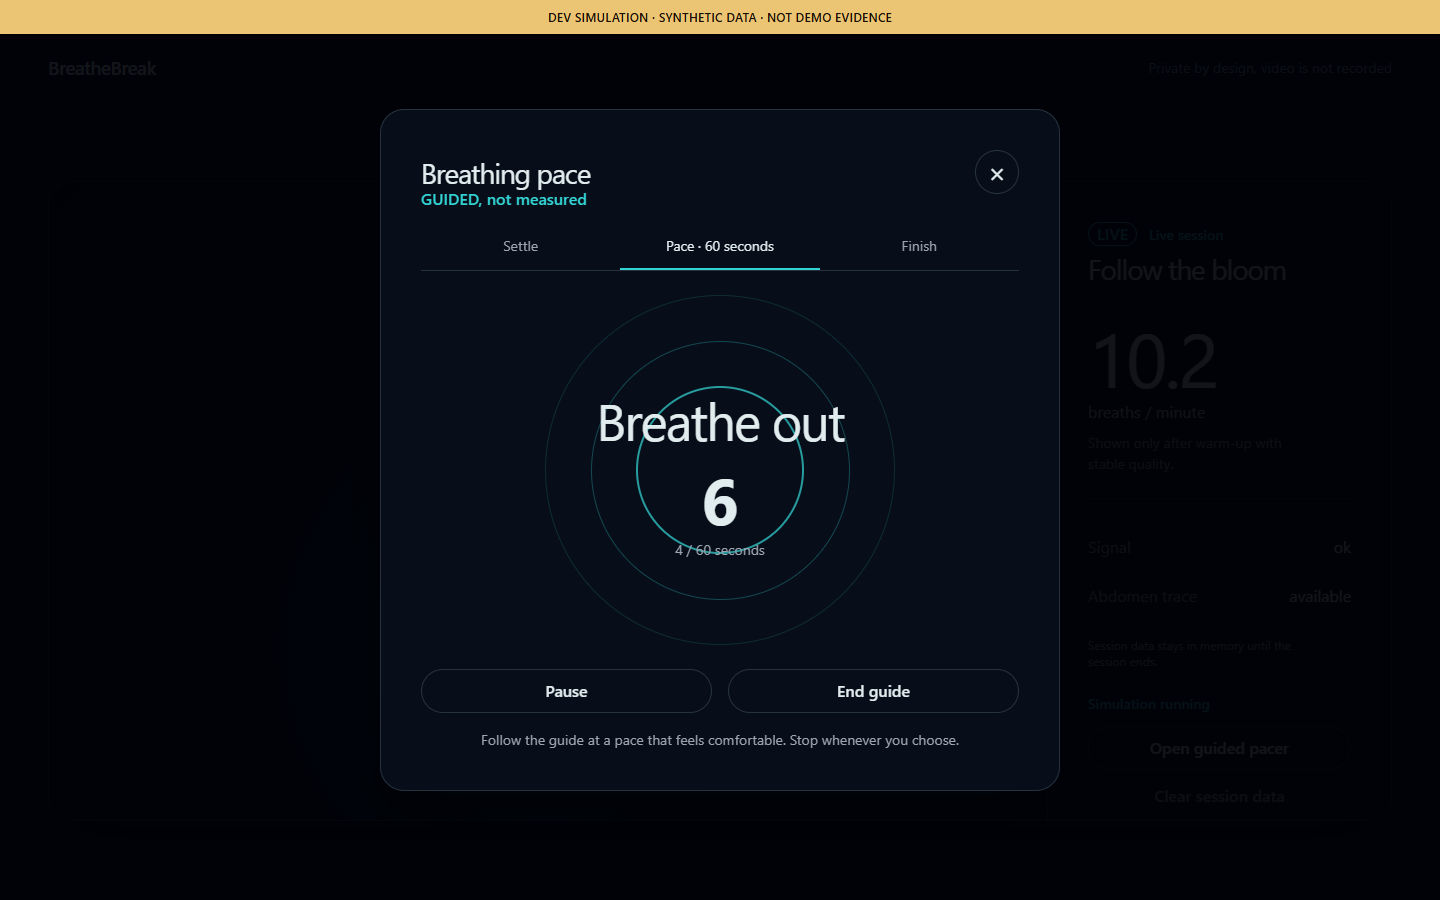 DEV SIMULATION · SYNTHETIC DATA · NOT DEMO EVIDENCE
BreatheBreak
Private by design, video is not recorded
Breathing pace
GUIDED, not measured
Settle
Pace · 60 seconds
Finish
Breathe out
6
4 / 60 seconds
Pause
End guide
Follow the guide at a pace that feels comfortable. Stop whenever you choose.
LIVE
Live session
Follow the bloom
10.2
breaths / minute
Shown only after warm-up with
stable quality.
Signal
ok
Abdomen trace
available
Session data stays in memory until the
session ends.
Simulation running
Open guided pacer
Clear session data